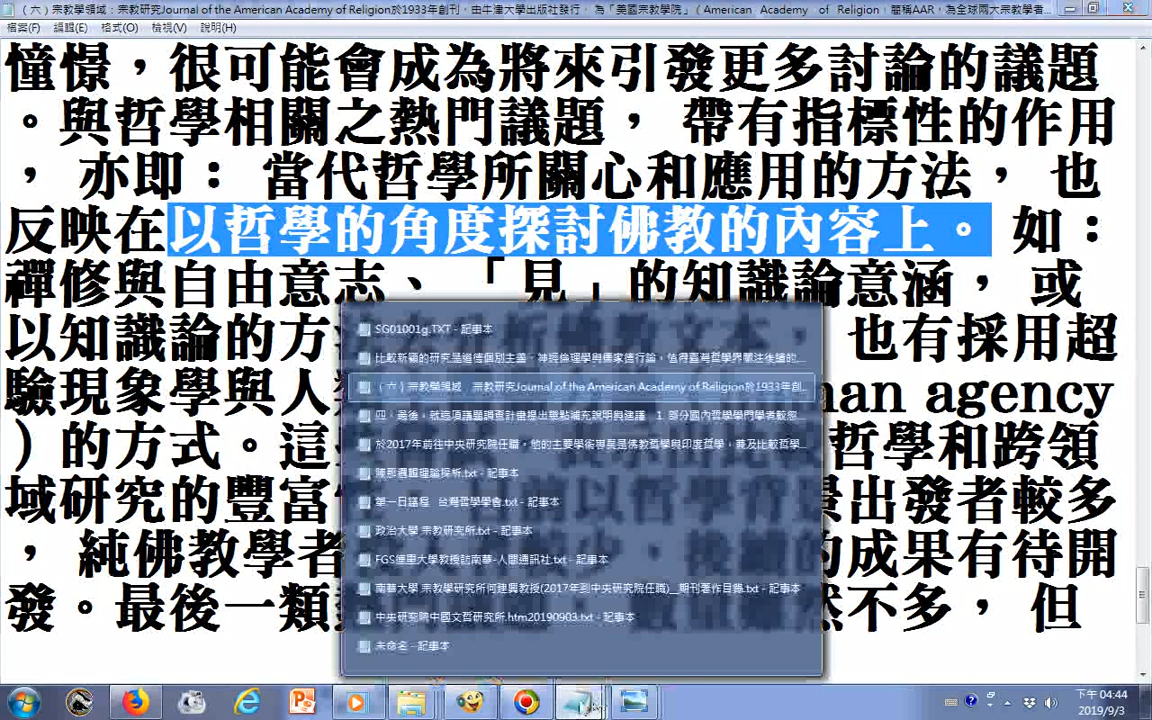 （六）宗教學領域：宗教研究Journal of the American Academy of Religion於1933年創刊，由牛津大學出版社發行，為「美國宗教學院」（American Academy of Religion，簡稱AAR，為全球兩大宗教學者...
檔案(F) 編輯(E) 格式(O) 檢視(V) 說明(H)
憧憬，很可能會成為將來引發更多討論的議題
。與哲學相關之熱門議題， 帶有指標性的作用
， 亦即： 當代哲學所關心和應用的方法， 也
反映在以哲學的角度探討佛教的內容上。 如：
禪修與自由意志、「見」的知識論意涵， 或
以知識論的方
也有採用超
驗現象學與人
man agency
）的方式。這
哲學和跨領
域研究的豐富
景出發者較多
， 純佛教學者
的成果有待開
發。最後一類
然不多， 但
SG01001g.TXT - 記事本
比較新穎的研究是道德個別主義、神經倫理學與儒家德行論，值得臺灣哲學界關注後續的...
（六）宗教學領域：宗教研究Journal of the American Academy of Religion於1933年創...
四、最後，就這項議題調查計畫提出幾點補充說明與建議：1. 部分國內哲學學門學者較忽...
於2017年前往中央研究院任職。他的主要學術專長是佛教哲學與印度哲學，兼及比較哲學...
陳那邏輯理論探析.txt - 記事本
第一日議程 台灣哲學學會.txt - 記事本
政治大學 宗教研究所.txt - 記事本
FGS德里大學教授訪南華-人間通訊社.txt - 記事本
南華大學 宗教學研究所何建興教授(2017年到中央研究院任職)__期刊著作目錄.txt - 記事本
中央研究院中國文哲研究所.htm20190903.txt - 記事本
未命名 - 記事本
下午 04:44
2019/9/3